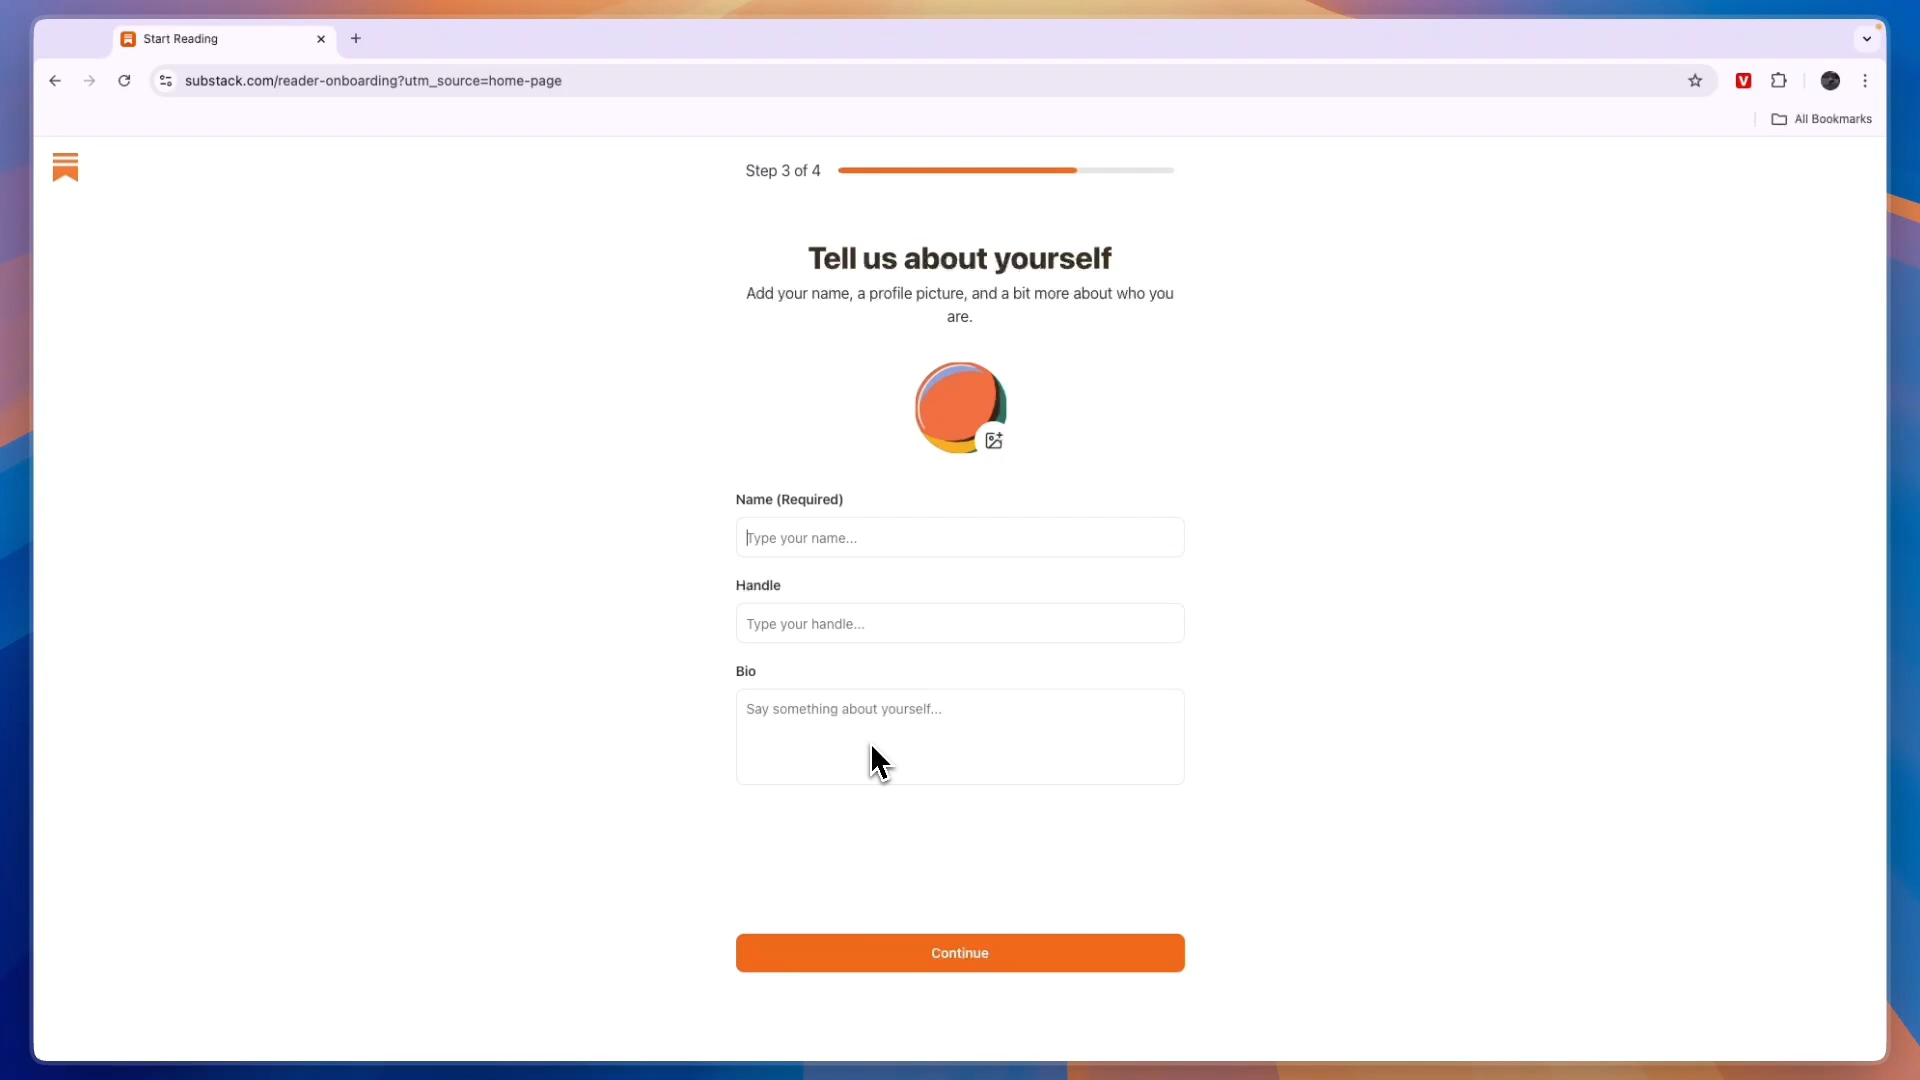 Start Reading
substack.com/reader-onboarding?utm_source=home-page
V
All Bookmarks
Step 3 of 4
Tell us about yourself
Add your name, a profile picture, and a bit more about who you
are.
Name (Required)
Type your name...
Handle
Type your handle...
Bio
Say something about yourself...
Continue